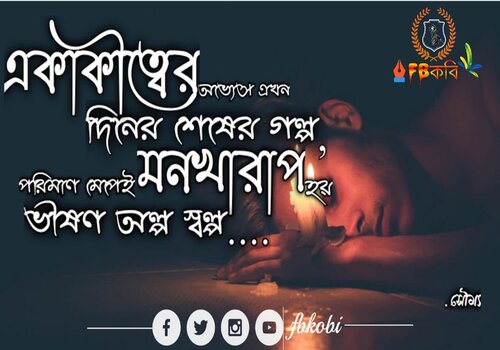 FBকবি
একাকীত্বের অভ্যেস এখন
দিনের শেষের গল্প,
পরিমাণ মেপেই মনখারাপ হয়
ভীষণ অল্প স্বল্প....
.সৌম্য
fbkobi